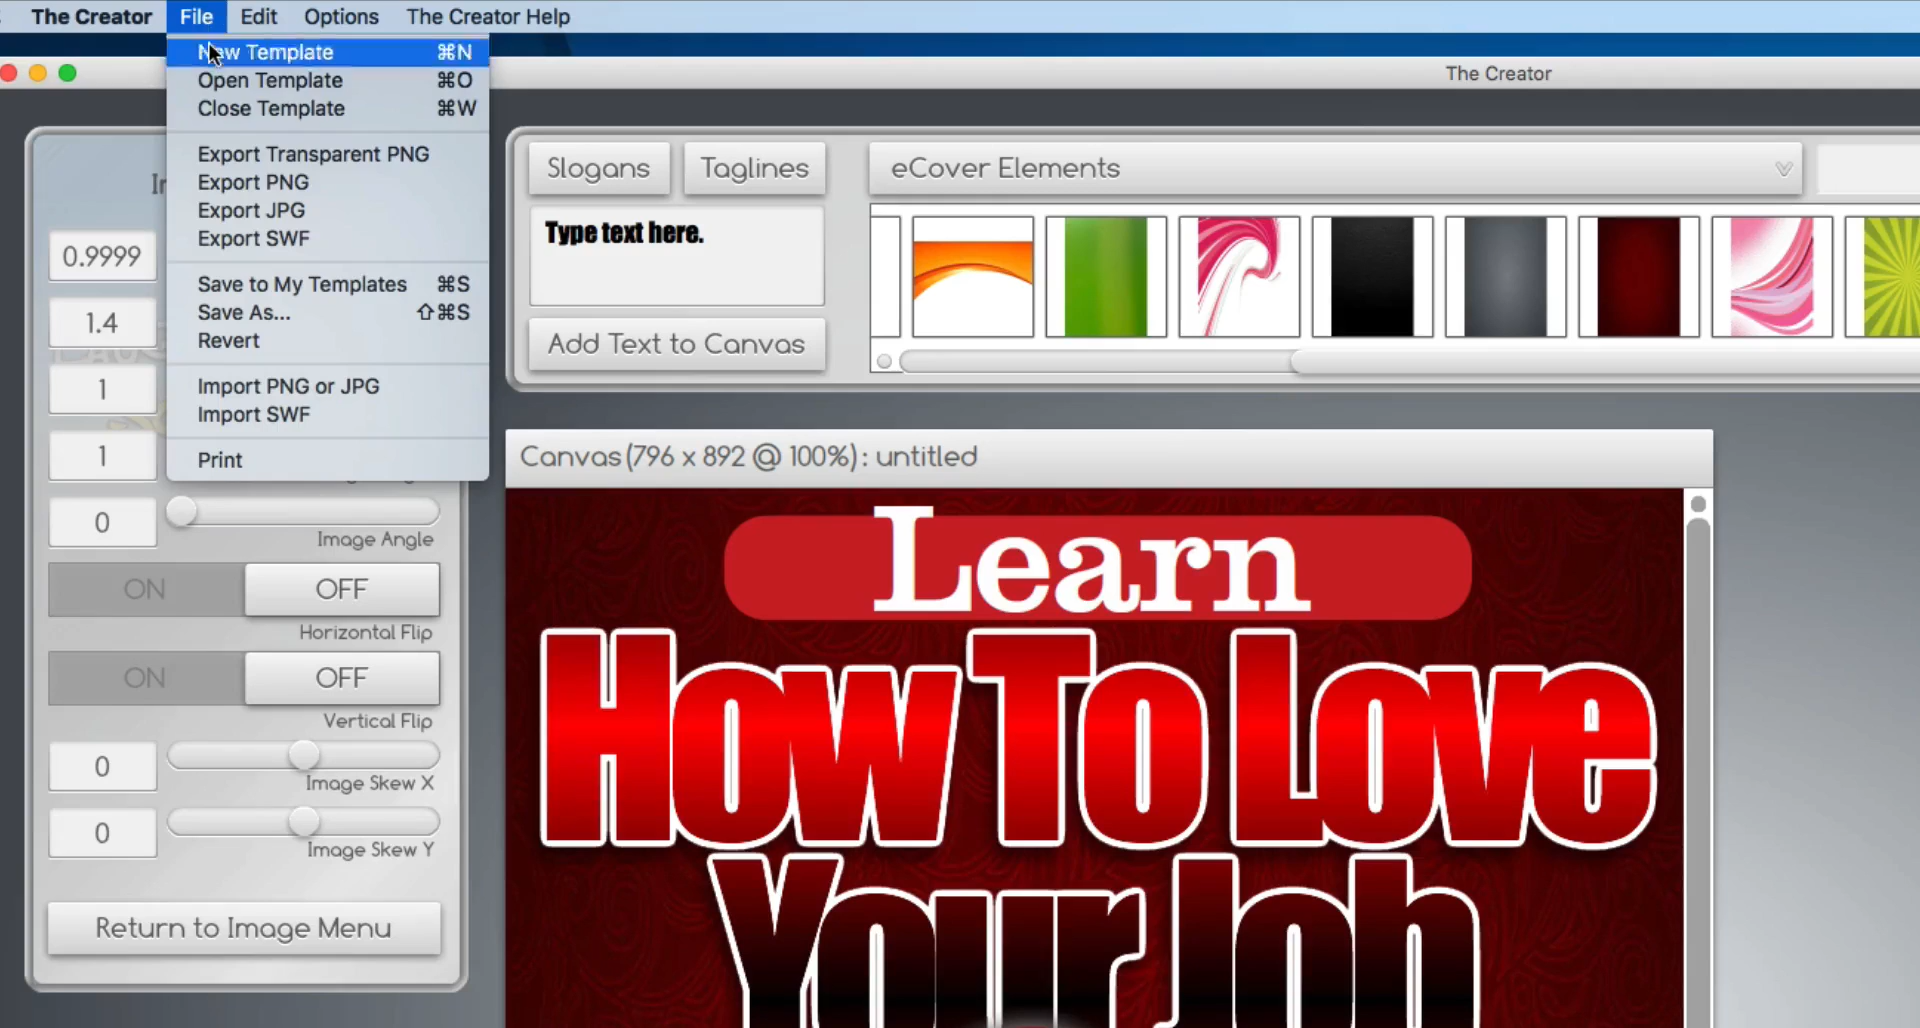 The Creator File Edit Options The Creator Help
New Template ⌘N
Open Template ⌘O
Close Template ⌘W
Export Transparent PNG
Export PNG
Export JPG
Export SWF
Save to My Templates ⌘S
Save As... ⇧⌘S
Revert
Import PNG or JPG
Import SWF
Print
The Creator
0.9999
1.4
1
1
0
Image Angle
ON OFF
Horizontal Flip
ON OFF
Vertical Flip
0
Image Skew X
0
Image Skew Y
Return to Image Menu
Slogans Taglines eCover Elements
Type text here.
Add Text to Canvas
Canvas (796 x 892 @ 100%) : untitled
Learn
How To Love
Your Job